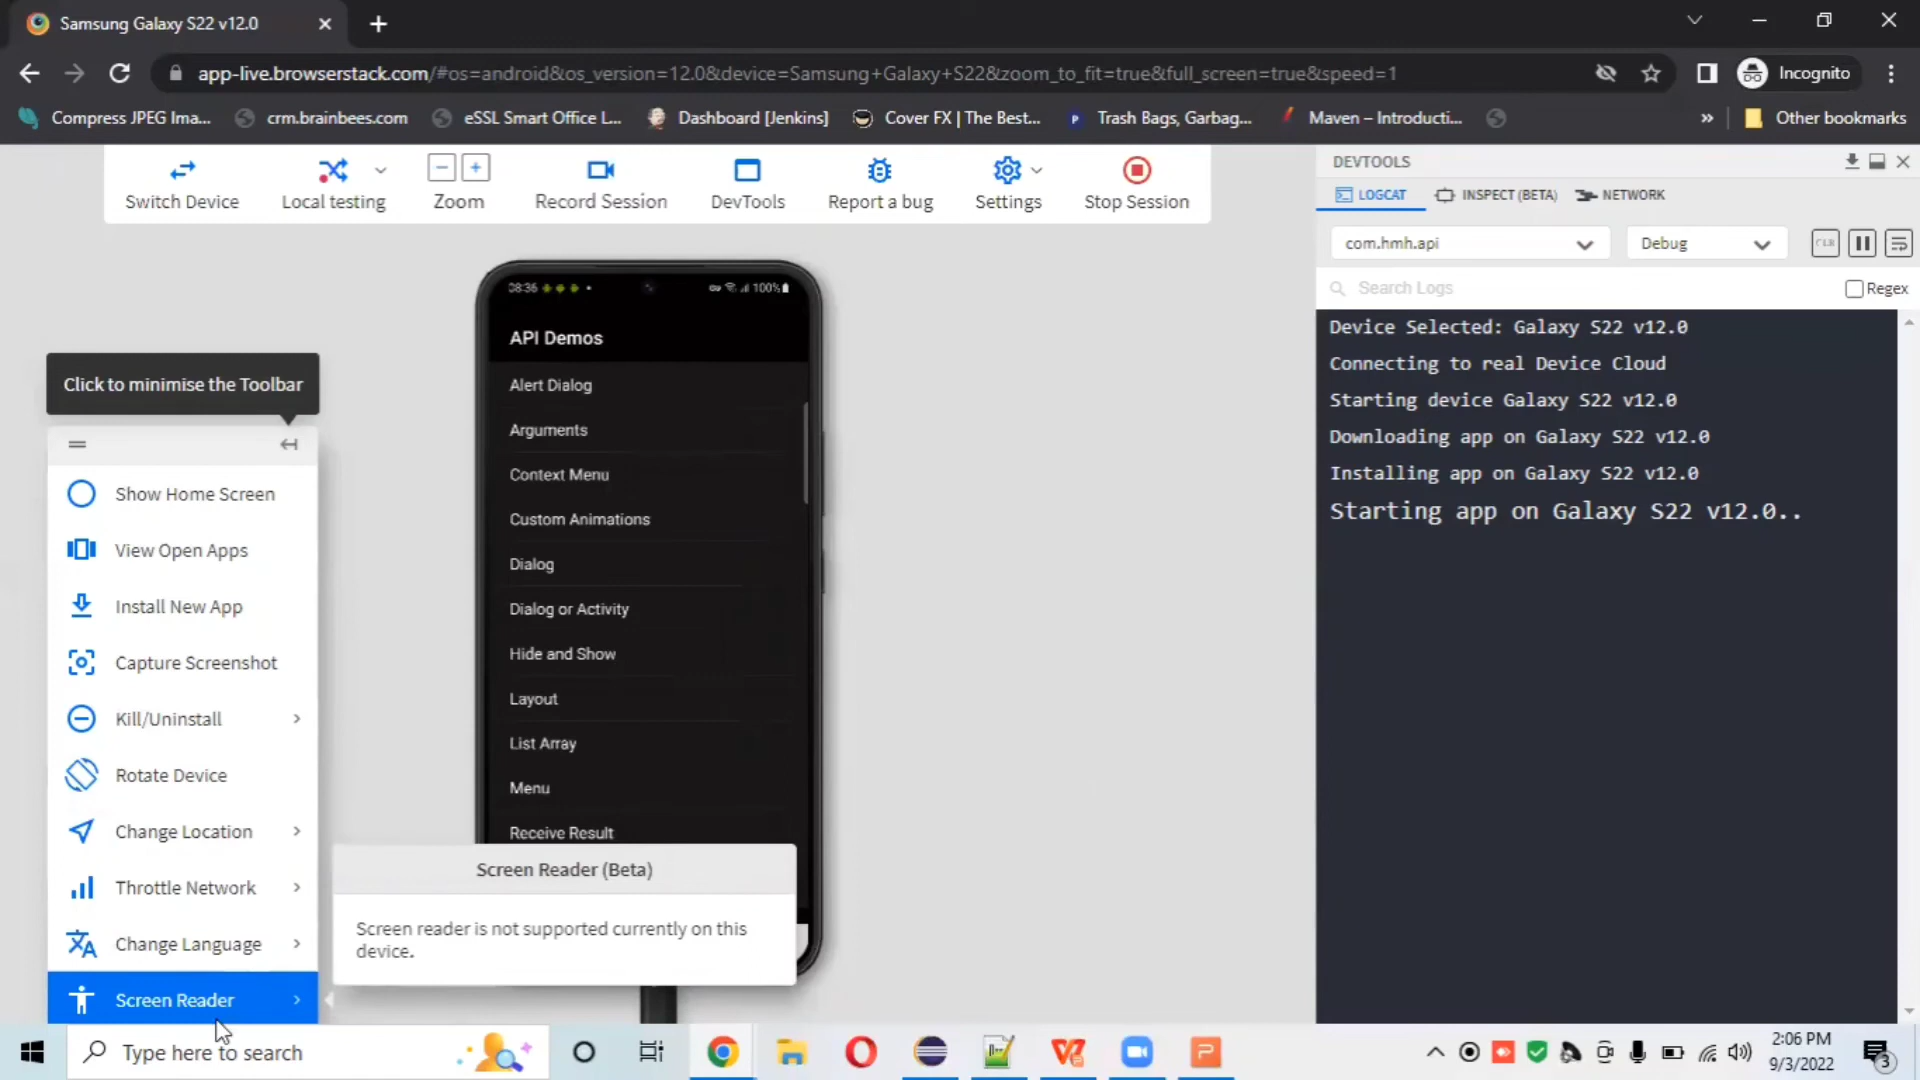 Samsung Galaxy S22 v12.0
app-live.browserstack.com/#os=android&os_version=12.0&device=Samsung+Galaxy+S22&zoom_to_fit=true&full_screen=true&speed=1
Incognito
Compress JPEG Ima...
crm.brainbees.com
eSSL Smart Office L...
Dashboard [Jenkins]
Cover FX | The Best...
Trash Bags, Garbag...
Maven – Introducti...
Other bookmarks
Switch Device
Local testing
Zoom
Record Session
DevTools
Report a bug
Settings
Stop Session
DEVTOOLS
LOGCAT
INSPECT (BETA)
NETWORK
com.hmh.api
Debug
CLR
Search Logs
Regex
Device Selected: Galaxy S22 v12.0
Connecting to real Device Cloud
Starting device Galaxy S22 v12.0
Downloading app on Galaxy S22 v12.0
Installing app on Galaxy S22 v12.0
Starting app on Galaxy S22 v12.0..
08:36
100%
API Demos
Alert Dialog
Arguments
Context Menu
Custom Animations
Dialog
Dialog or Activity
Hide and Show
Layout
List Array
Menu
Receive Result
Click to minimise the Toolbar
Show Home Screen
View Open Apps
Install New App
Capture Screenshot
Kill/Uninstall
Rotate Device
Change Location
Throttle Network
Change Language
Screen Reader
Screen Reader (Beta)
Screen reader is not supported currently on this
device.
Type here to search
2:06 PM
9/3/2022
3